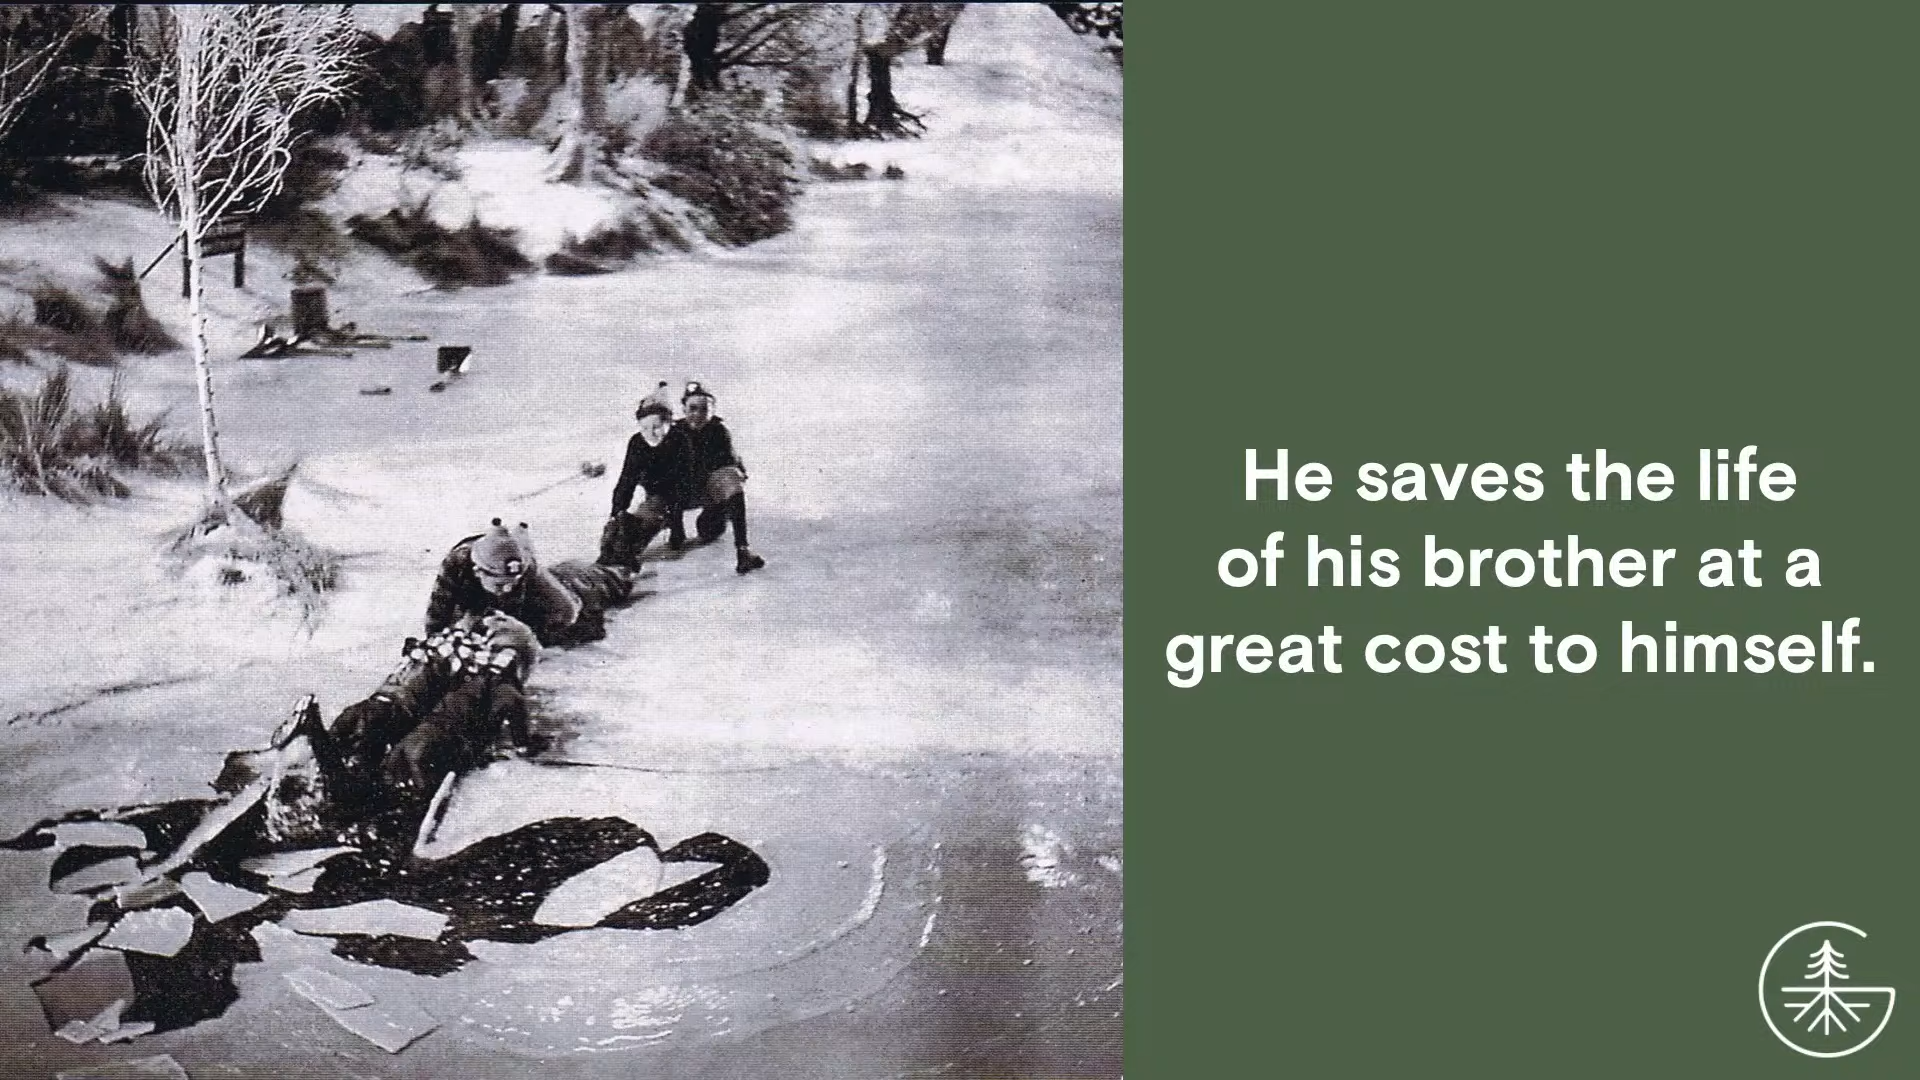 He saves the life
of his brother at a
great cost to himself.